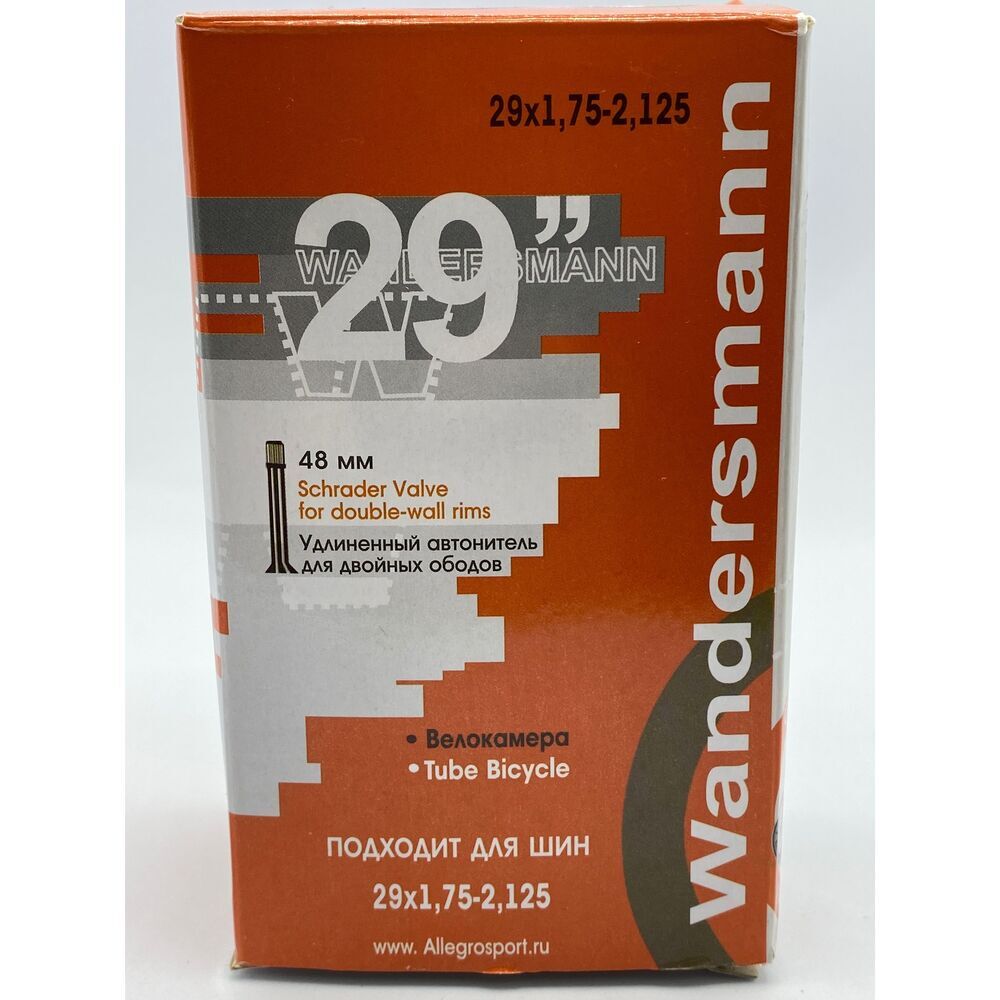 29x1,75-2,125
29”
WANDERSMANN
W
48 мм
Schrader Valve
for double-wall rims
Удлиненный автонитель
для двойных ободов
• Велокамера
• Tube Bicycle
ПОДХОДИТ ДЛЯ ШИН
29x1,75-2,125
www. Allegrosport.ru
Wandersmann